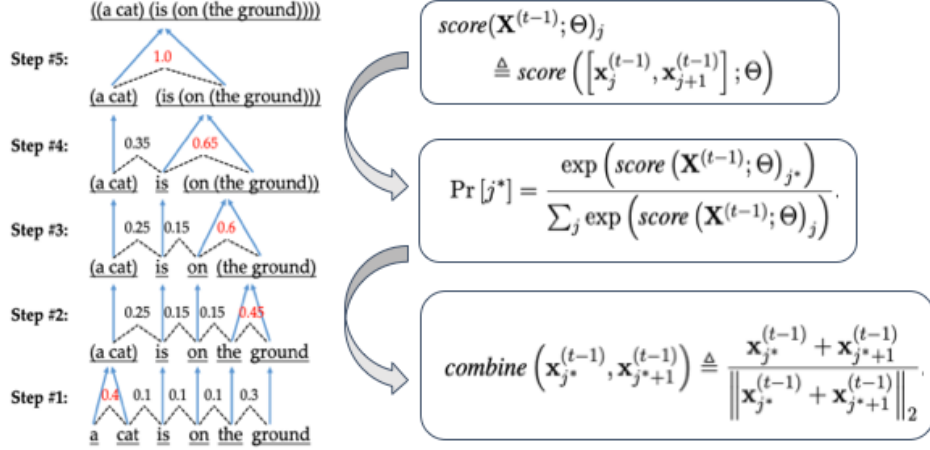 ((a cat) (is (on (the ground))))
Step #5:
1.0
(a cat) (is (on (the ground)))
Step #4:
0.35 0.65
(a cat) is (on (the ground))
Step #3:
0.25 0.15 0.6
(a cat) is on (the ground)
Step #2:
0.25 0.15 0.15 0.45
(a cat) is on the ground
Step #1:
0.4 0.1 0.1 0.1 0.3
a cat is on the ground
score(𝐗^{(t−1)}; Θ)_j
≜ score([𝐱_j^{(t−1)}, 𝐱_{j+1}^{(t−1)}]; Θ)
Pr [j*] = exp(score(𝐗^{(t−1)}; Θ)_{j*}) / ∑_j exp(score(𝐗^{(t−1)}; Θ)_j).
combine(𝐱_{j*}^{(t−1)}, 𝐱_{j*+1}^{(t−1)}) ≜ (𝐱_{j*}^{(t−1)} + 𝐱_{j*+1}^{(t−1)}) / ‖𝐱_{j*}^{(t−1)} + 𝐱_{j*+1}^{(t−1)}‖_2.